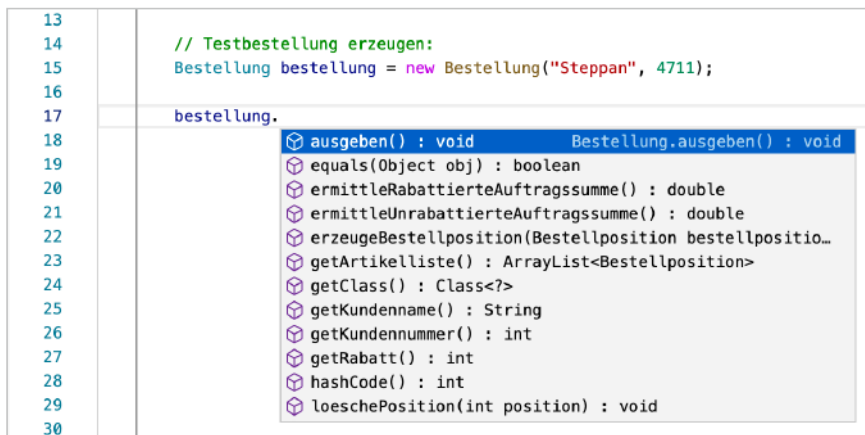 13
14 // Testbestellung erzeugen:
15 Bestellung bestellung = new Bestellung("Steppan", 4711);
16
17 bestellung.
18 ausgeben() : void Bestellung.ausgeben() : void
19 equals(Object obj) : boolean
20 ermittleRabattierteAuftragssumme() : double
21 ermittleUnrabattierteAuftragssumme() : double
22 erzeugeBestellposition(Bestellposition bestellpositio…
23 getArtikelliste() : ArrayList<Bestellposition>
24 getClass() : Class<?>
25 getKundenname() : String
26 getKundennummer() : int
27 getRabatt() : int
28 hashCode() : int
29 loeschePosition(int position) : void
30